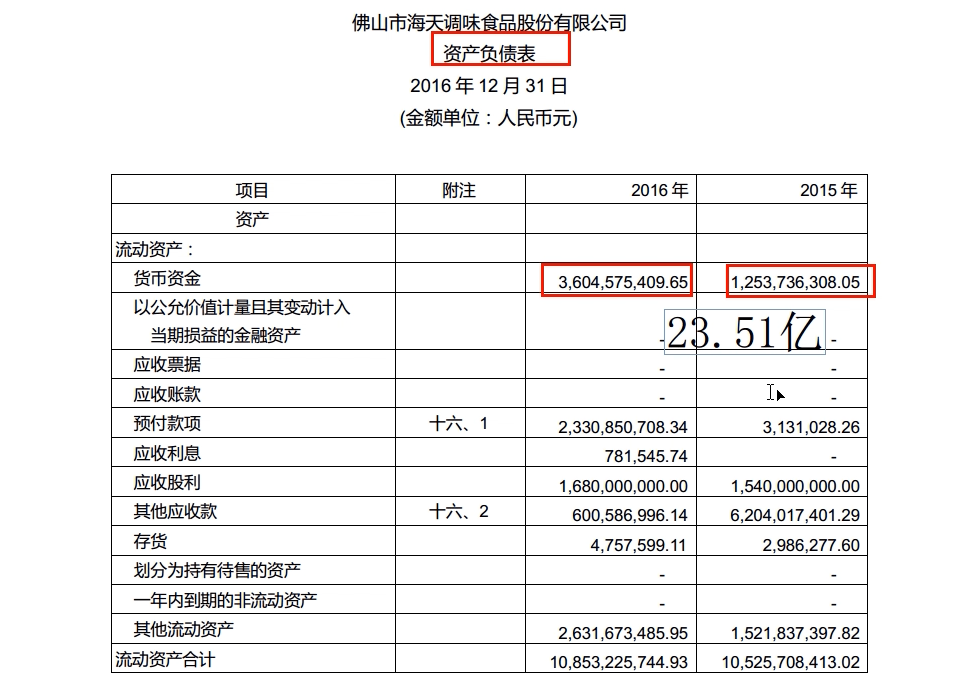 佛山市海天调味食品股份有限公司
资产负债表
2016 年 12 月 31 日
(金额单位：人民币元)
项目 附注 2016 年 2015 年
资产
流动资产：
货币资金 3,604,575,409.65 1,253,736,308.05
以公允价值计量且其变动计入
当期损益的金融资产 - -
23.51亿
应收票据 - -
应收账款 - -
预付款项 十六、1 2,330,850,708.34 3,131,028.26
应收利息 781,545.74 -
应收股利 1,680,000,000.00 1,540,000,000.00
其他应收款 十六、2 600,586,996.14 6,204,017,401.29
存货 4,757,599.11 2,986,277.60
划分为持有待售的资产 - -
一年内到期的非流动资产 - -
其他流动资产 2,631,673,485.95 1,521,837,397.82
流动资产合计 10,853,225,744.93 10,525,708,413.02